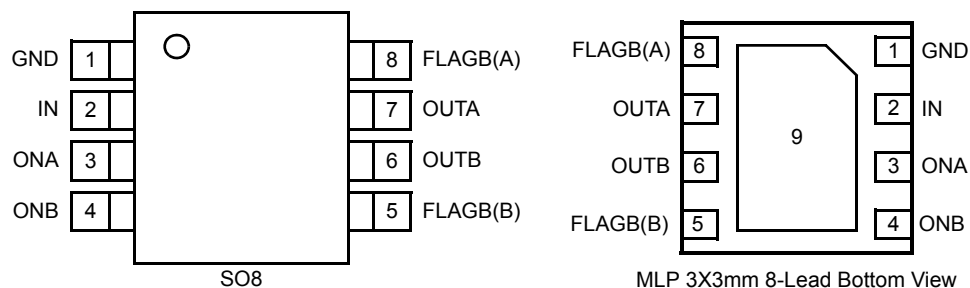 GND 1 8 FLAGB(A)
IN 2 7 OUTA
ONA 3 6 OUTB
ONB 4 5 FLAGB(B)
SO8
FLAGB(A) 8 1 GND
OUTA 7 2 IN
9
OUTB 6 3 ONA
FLAGB(B) 5 4 ONB
MLP 3X3mm 8-Lead Bottom View